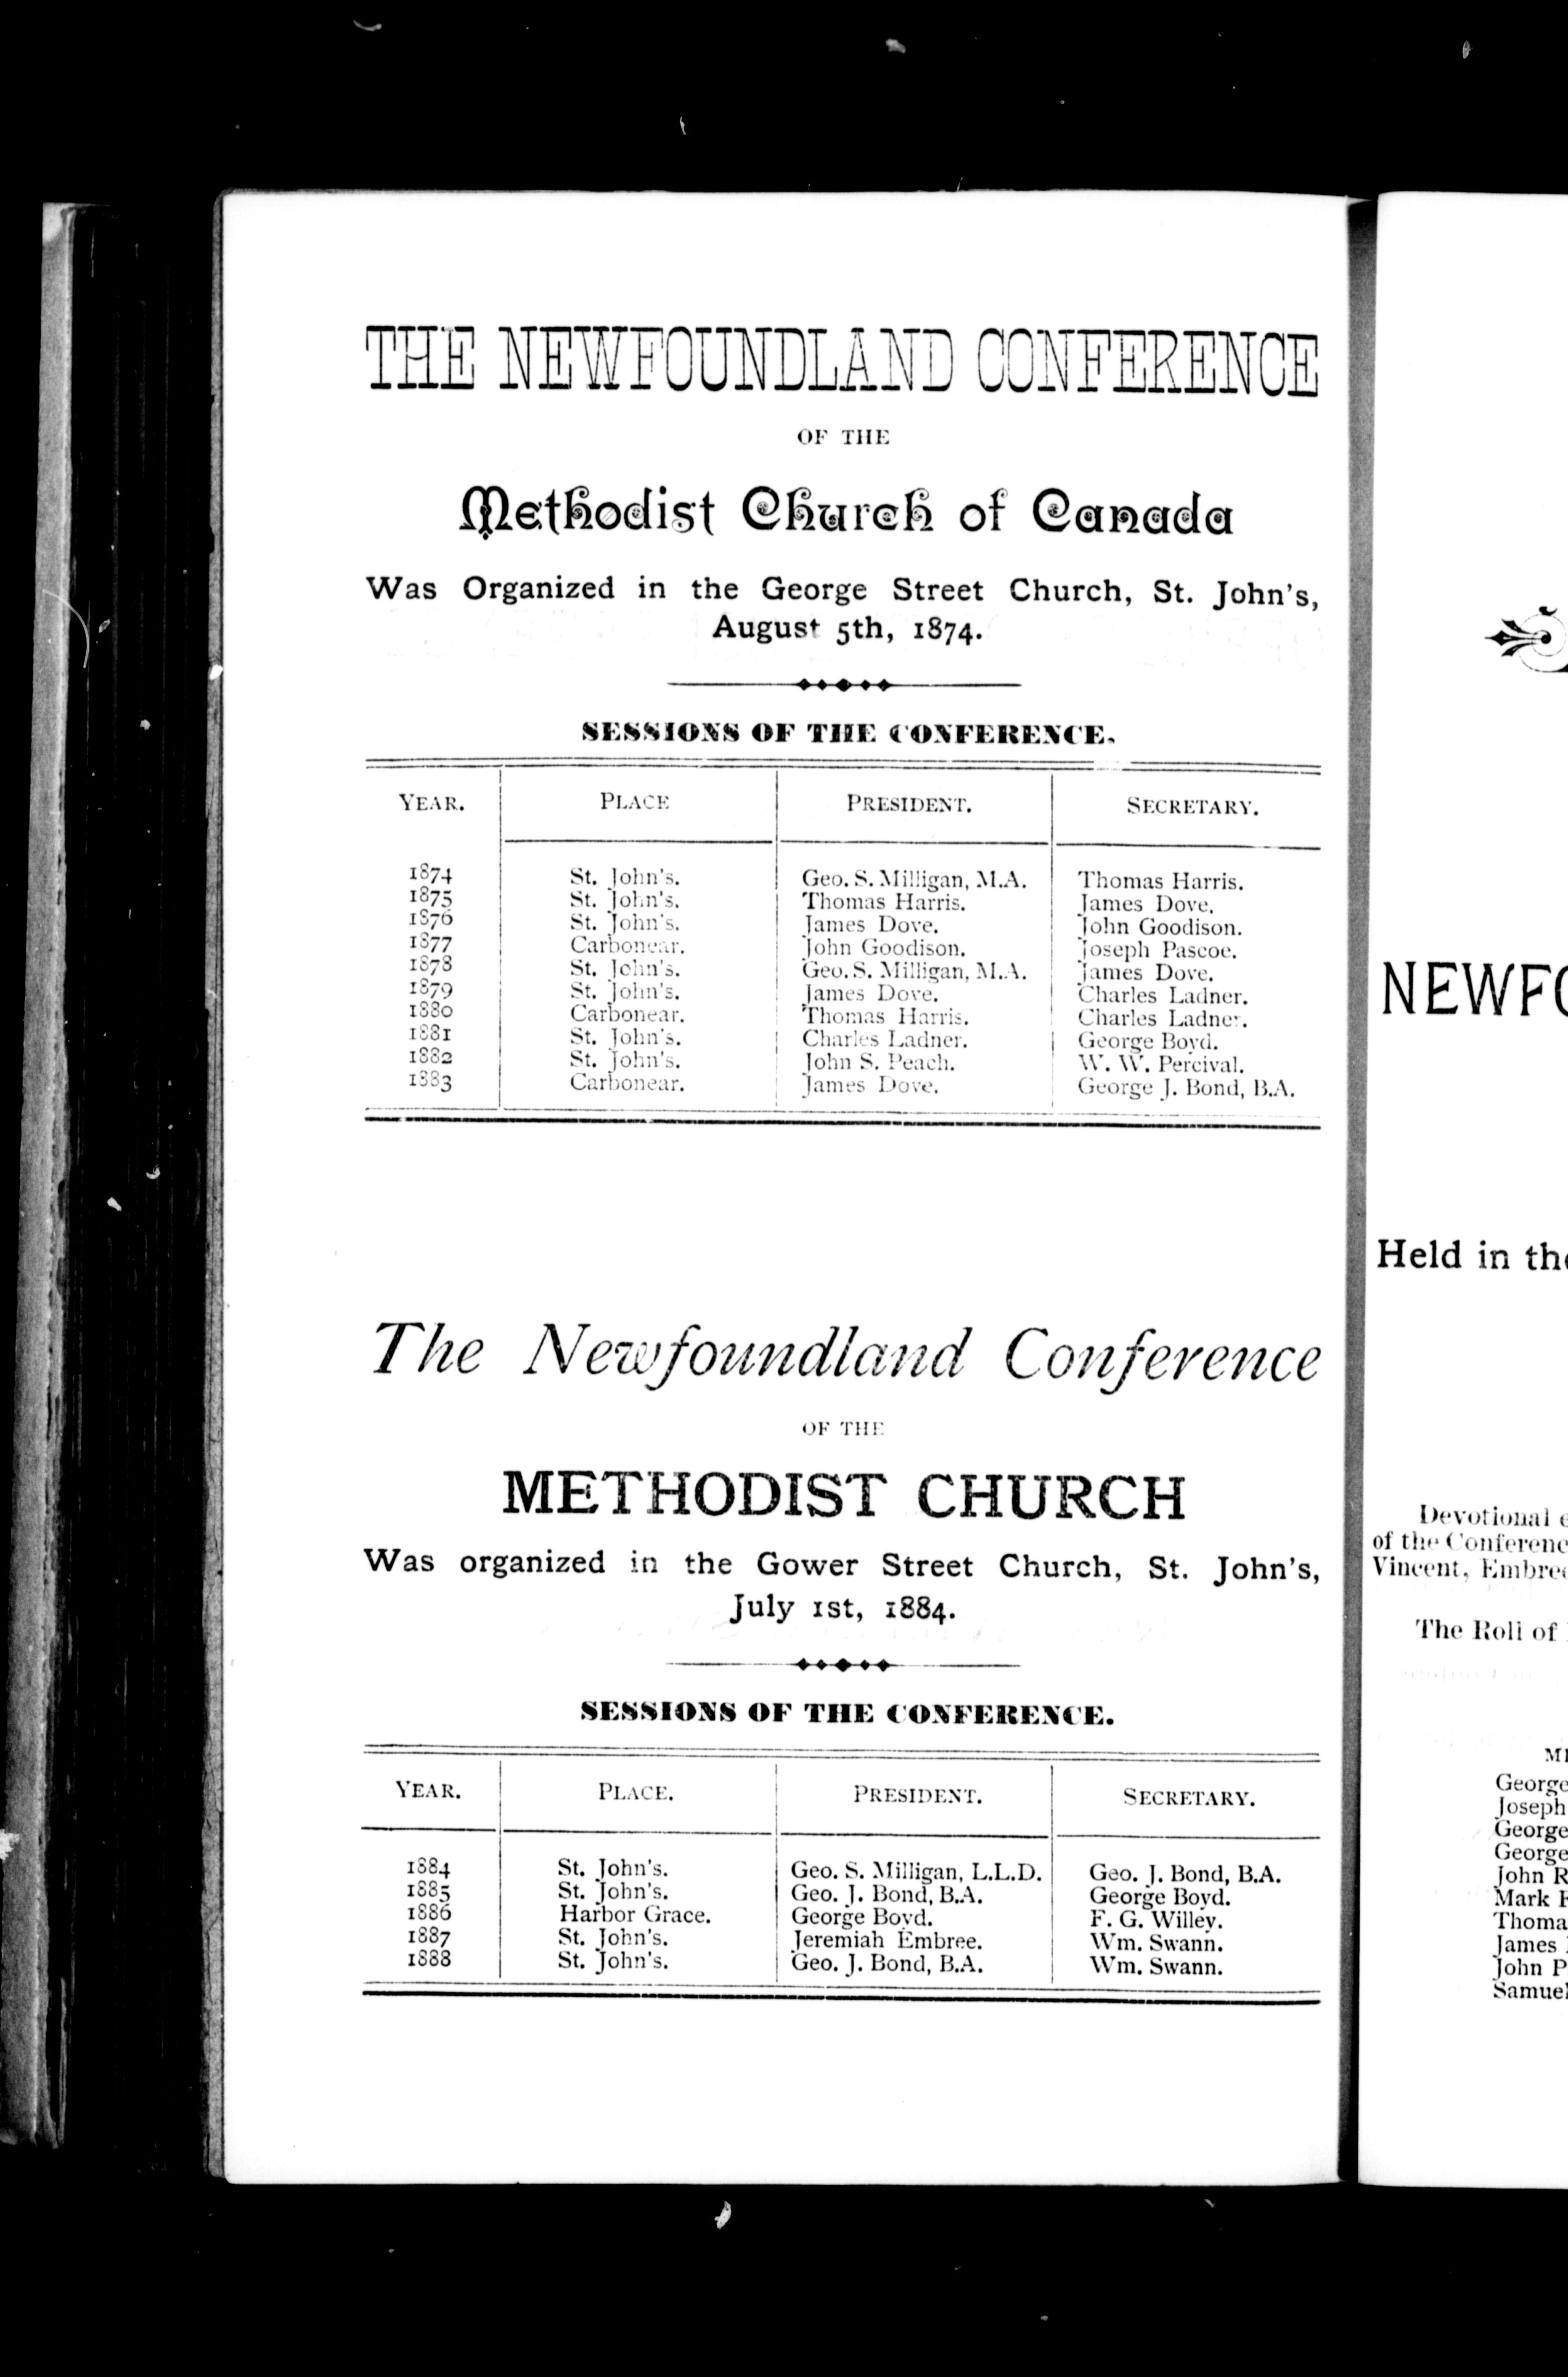 THE NEWFOUNDLAND CONFERENCE
OF THE
Methodist Church of Canada
Was Organized in the George Street Church, St. John's,
August 5th, 1874.
SESSIONS OF THE CONFERENCE.
YEAR. PLACE PRESIDENT. SECRETARY.
1874 St. John's. Geo. S. Milligan, M.A. Thomas Harris.
1875 St. John's. Thomas Harris. James Dove.
1876 St. John's. James Dove. John Goodison.
1877 Carbonear. John Goodison. Joseph Pascoe.
1878 St. John's. Geo. S. Milligan, M.A. James Dove.
1879 St. John's. James Dove. Charles Ladner.
1880 Carbonear. Thomas Harris. Charles Ladner.
1881 St. John's. Charles Ladner. George Boyd.
1882 St. John's. John S. Peach. W. W. Percival.
1883 Carbonear. James Dove. George J. Bond, B.A.
The Newfoundland Conference
OF THE
METHODIST CHURCH
Was organized in the Gower Street Church, St. John's,
July 1st, 1884.
SESSIONS OF THE CONFERENCE.
YEAR. PLACE. PRESIDENT. SECRETARY.
1884 St. John's. Geo. S. Milligan, L.L.D. Geo. J. Bond, B.A.
1885 St. John's. Geo. J. Bond, B.A. George Boyd.
1886 Harbor Grace. George Boyd. F. G. Willey.
1887 St. John's. Jeremiah Embree. Wm. Swann.
1888 St. John's. Geo. J. Bond, B.A. Wm. Swann.
NEWFO
Held in the
Devotional
of the Conferenc
Vincent, Embree
The Roll of
George
Joseph
George
George
John R
Mark
Thoma
James
John P
Samuel